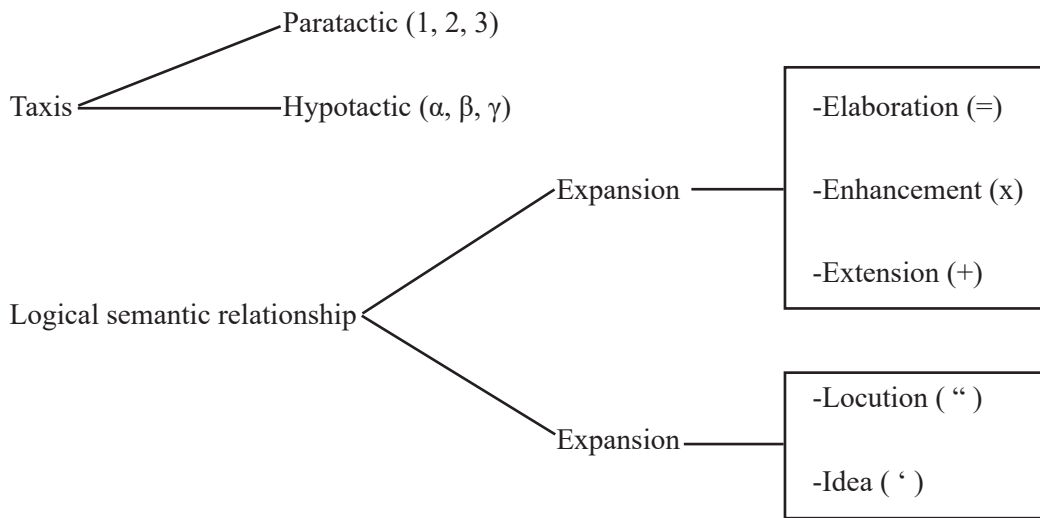 Paratactic (1, 2, 3)
Taxis
Hypotactic (α, β, γ)
-Elaboration (=)
Expansion
-Enhancement (x)
-Extension (+)
Logical semantic relationship
-Locution ( “ )
Expansion
-Idea ( ‘ )